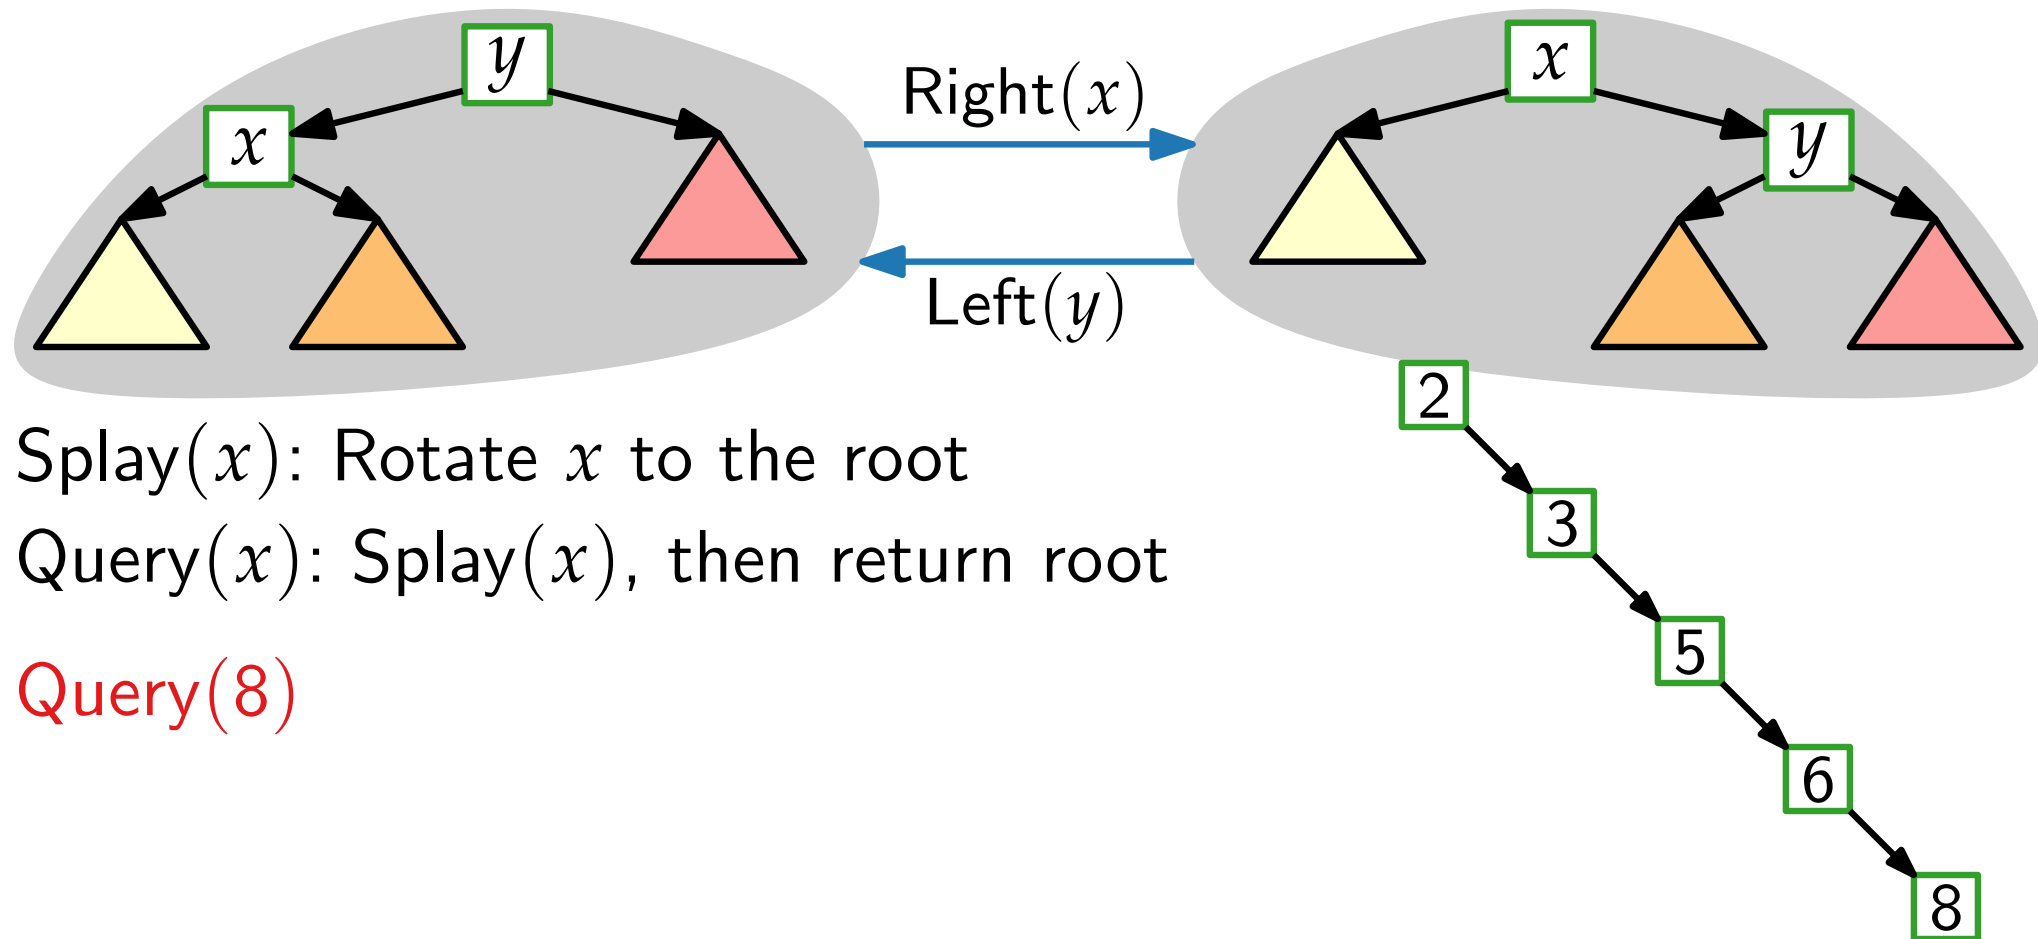 y
x
Right(x)
x
y
Left(y)
Splay(x): Rotate x to the root
Query(x): Splay(x), then return root
Query(8)
2
3
5
6
8